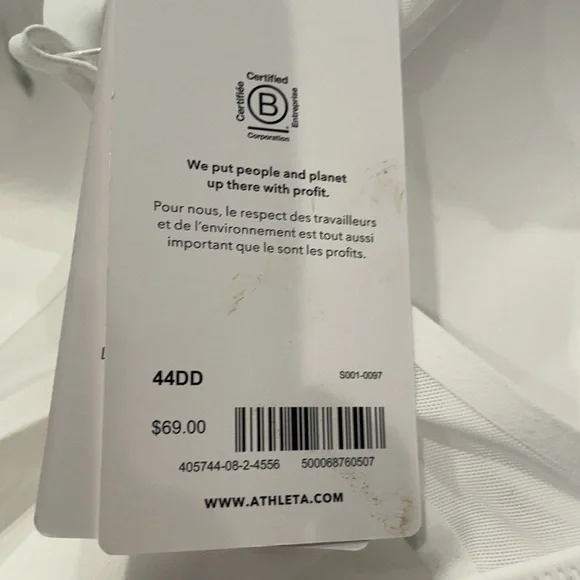 Certified
Certifiée
B
Entreprise
Corporation
We put people and planet
up there with profit.
Pour nous, le respect des travailleurs
et de l'environnement est tout aussi
important que le sont les profits.
44DD
S001-0097
$69.00
405744-08-2-4556 500068760507
WWW.ATHLETA.COM